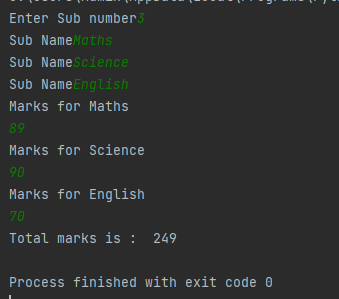 Enter Sub number3
Sub NameMaths
Sub NameScience
Sub NameEnglish
Marks for Maths
89
Marks for Science
90
Marks for English
70
Total marks is :  249
Process finished with exit code 0